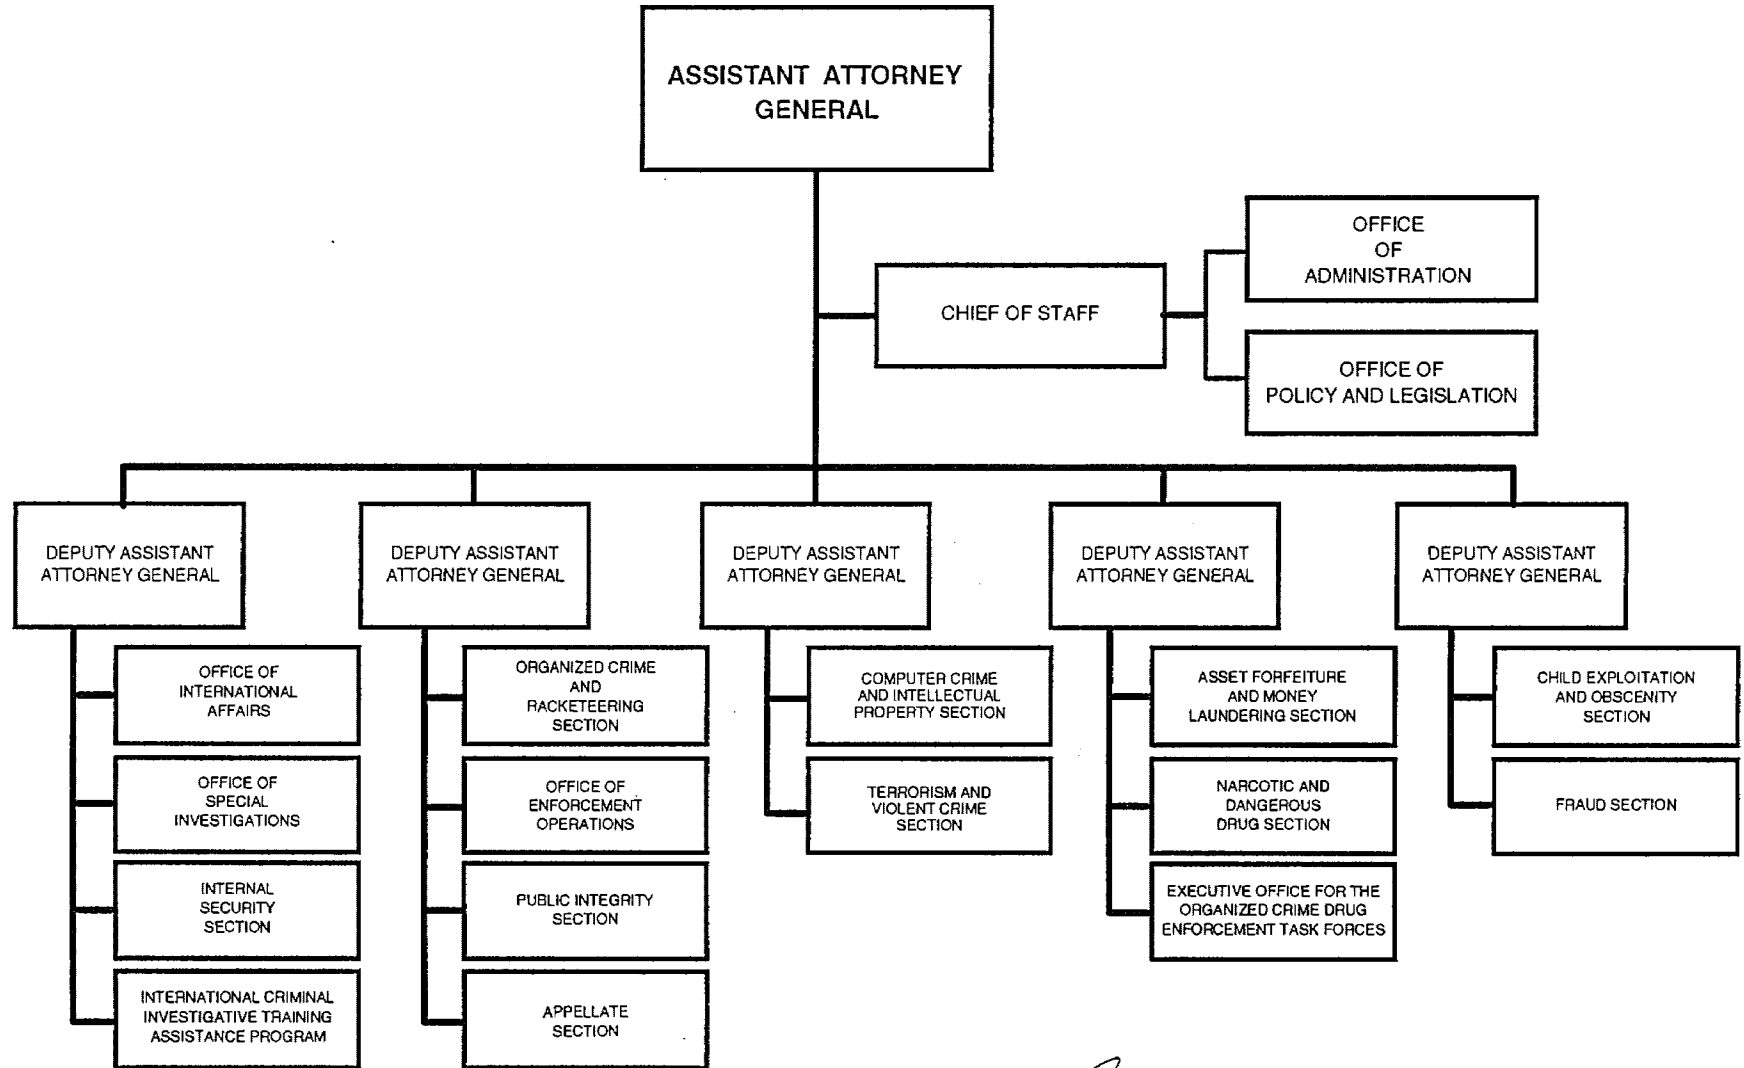 ASSISTANT ATTORNEY
GENERAL
OFFICE
OF
ADMINISTRATION
CHIEF OF STAFF
OFFICE OF
POLICY AND LEGISLATION
DEPUTY ASSISTANT
ATTORNEY GENERAL
DEPUTY ASSISTANT
ATTORNEY GENERAL
DEPUTY ASSISTANT
ATTORNEY GENERAL
DEPUTY ASSISTANT
ATTORNEY GENERAL
DEPUTY ASSISTANT
ATTORNEY GENERAL
OFFICE OF
INTERNATIONAL
AFFAIRS
OFFICE OF
SPECIAL
INVESTIGATIONS
INTERNAL
SECURITY
SECTION
INTERNATIONAL CRIMINAL
INVESTIGATIVE TRAINING
ASSISTANCE PROGRAM
ORGANIZED CRIME
AND
RACKETEERING
SECTION
OFFICE OF
ENFORCEMENT
OPERATIONS
PUBLIC INTEGRITY
SECTION
APPELLATE
SECTION
COMPUTER CRIME
AND INTELLECTUAL
PROPERTY SECTION
TERRORISM AND
VIOLENT CRIME
SECTION
ASSET FORFEITURE
AND MONEY
LAUNDERING SECTION
NARCOTIC AND
DANGEROUS
DRUG SECTION
EXECUTIVE OFFICE FOR THE
ORGANIZED CRIME DRUG
ENFORCEMENT TASK FORCES
CHILD EXPLOITATION
AND OBSCENITY
SECTION
FRAUD SECTION